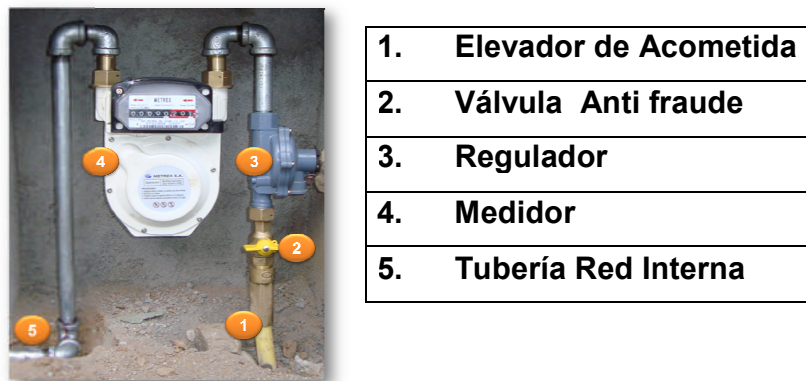 METREX
METREX S.A.
4
3
2
1
5
1. Elevador de Acometida
2. Válvula Anti fraude
3. Regulador
4. Medidor
5. Tubería Red Interna